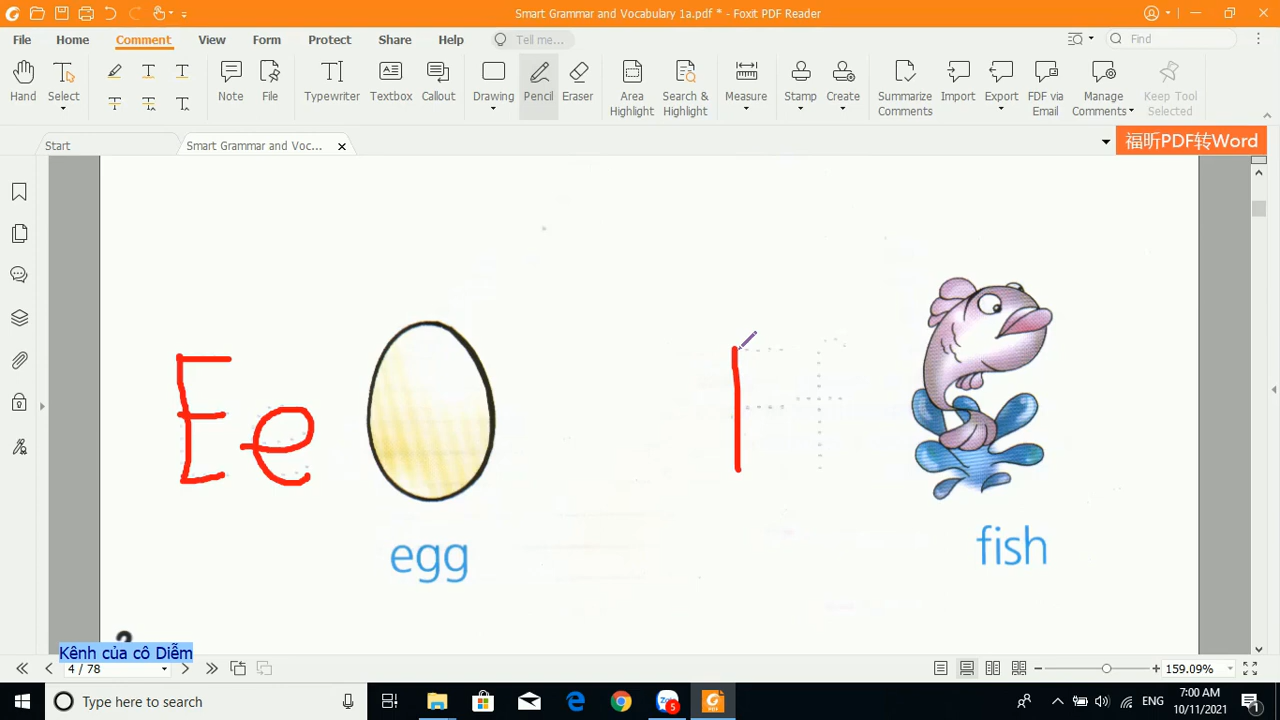 Smart Grammar and Vocabulary 1a.pdf * - Foxit PDF Reader
File Home Comment View Form Protect Share Help Tell me... Find
Hand Select Note File Typewriter Textbox Callout Drawing Pencil Eraser Area Highlight Search & Highlight Measure Stamp Create Summarize Comments Import Export FDF via Email Manage Comments Keep Tool Selected
Start Smart Grammar and Voc... 福昕PDF转Word
E e
egg
fish
Kênh của cô Diễm
4 / 78 159.09%
Type here to search ENG 7:00 AM
10/11/2021